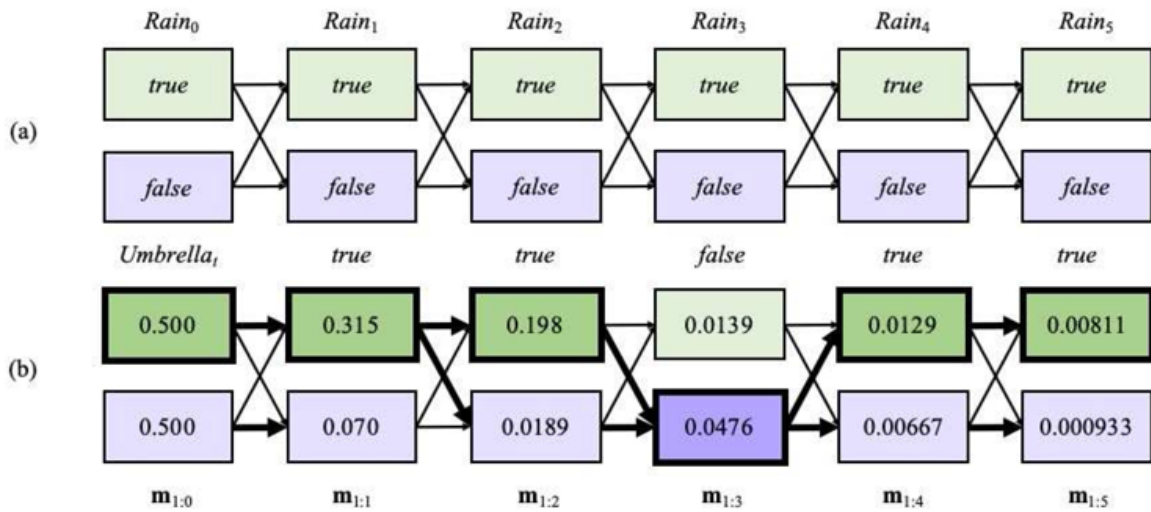 Rain₀ Rain₁ Rain₂ Rain₃ Rain₄ Rain₅
true true true true true true
(a)
false false false false false false
Umbrellaₜ true true false true true
0.500 0.315 0.198 0.0139 0.0129 0.00811
(b)
0.500 0.070 0.0189 0.0476 0.00667 0.000933
m₁:₀ m₁:₁ m₁:₂ m₁:₃ m₁:₄ m₁:₅